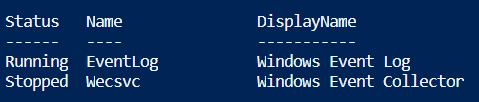 Status   Name               DisplayName
------   ----               -----------
Running  EventLog           Windows Event Log
Stopped  Wecsvc             Windows Event Collector